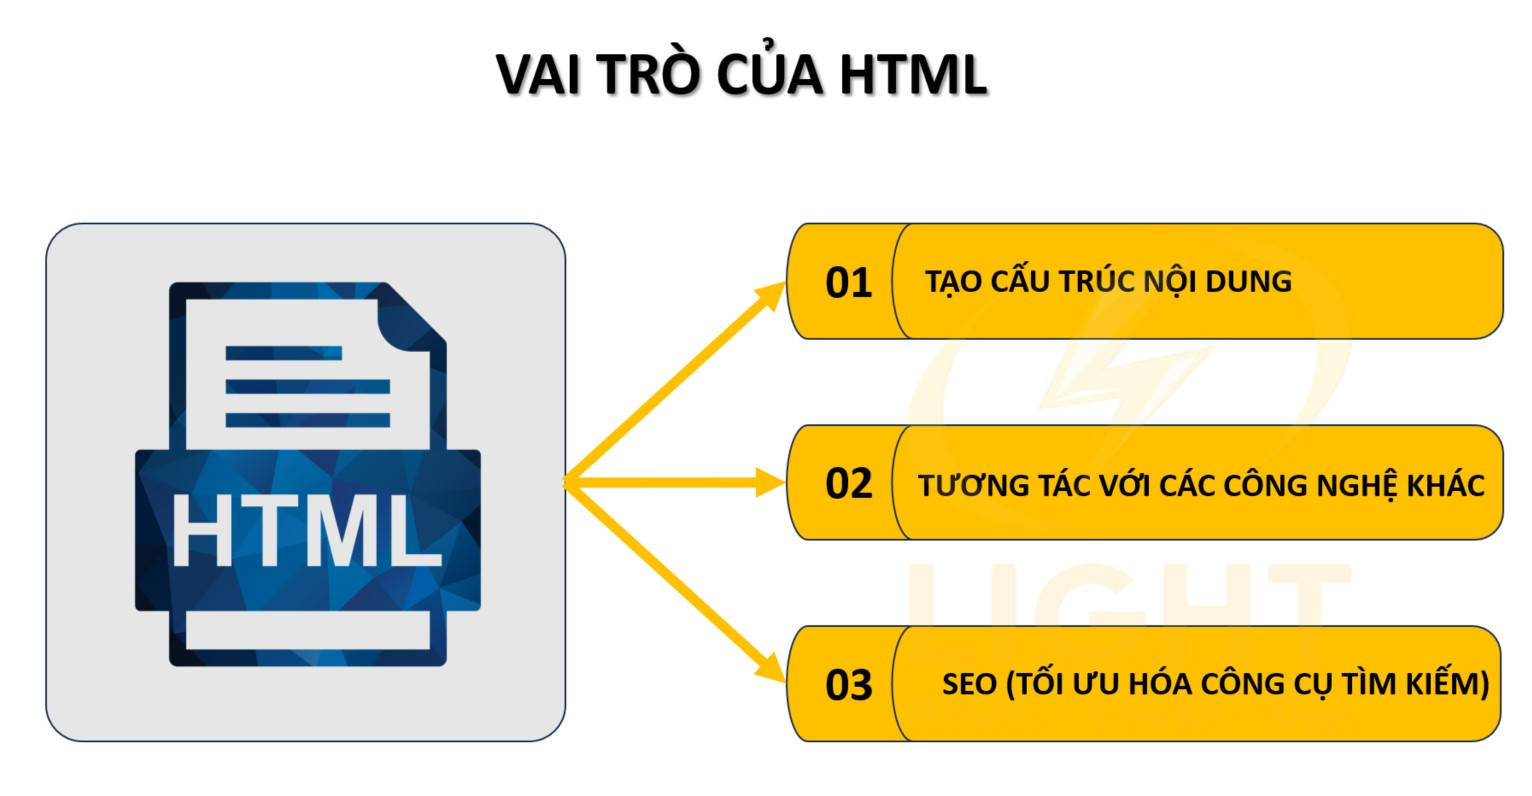 VAI TRÒ CỦA HTML
HTML
01 TẠO CẤU TRÚC NỘI DUNG
02 TƯƠNG TÁC VỚI CÁC CÔNG NGHỆ KHÁC
LIGHT
03 SEO (TỐI ƯU HÓA CÔNG CỤ TÌM KIẾM)